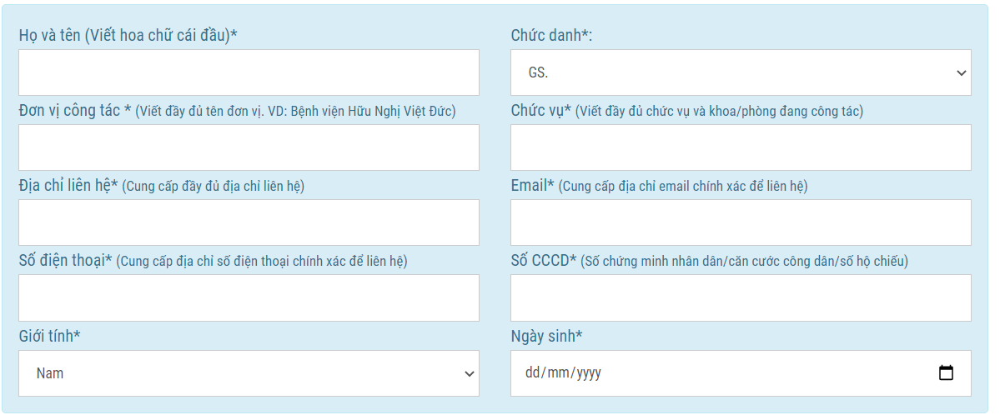 Họ và tên (Viết hoa chữ cái đầu)*
Chức danh*:
GS.
Đơn vị công tác * (Viết đầy đủ tên đơn vị. VD: Bệnh viện Hữu Nghị Việt Đức)
Chức vụ* (Viết đầy đủ chức vụ và khoa/phòng đang công tác)
Địa chỉ liên hệ* (Cung cấp đầy đủ địa chỉ liên hệ)
Email* (Cung cấp địa chỉ email chính xác để liên hệ)
Số điện thoại* (Cung cấp địa chỉ số điện thoại chính xác để liên hệ)
Số CCCD* (Số chứng minh nhân dân/căn cước công dân/số hộ chiếu)
Giới tính*
Ngày sinh*
Nam
dd/mm/yyyy